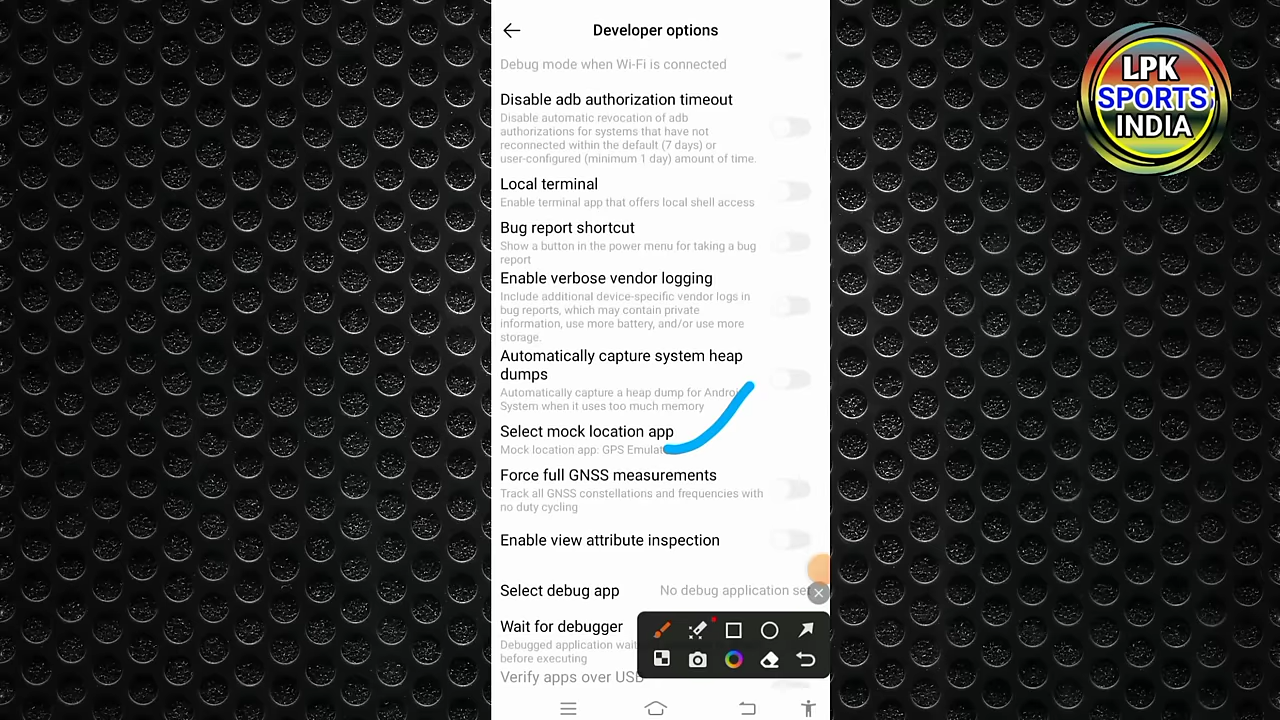 Developer options
Debug mode when Wi-Fi is connected
Disable adb authorization timeout
Disable automatic revocation of adb
authorizations for systems that have not
reconnected within the default (7 days) or
user-configured (minimum 1 day) amount of time.
Local terminal
Enable terminal app that offers local shell access
Bug report shortcut
Show a button in the power menu for taking a bug
report
Enable verbose vendor logging
Include additional device-specific vendor logs in
bug reports, which may contain private
information, use more battery, and/or use more
storage.
Automatically capture system heap
dumps
Automatically capture a heap dump for Android
System when it uses too much memory
Select mock location app
Mock location app: GPS Emulat
Force full GNSS measurements
Track all GNSS constellations and frequencies with
no duty cycling
Enable view attribute inspection
Select debug app
No debug application set
Wait for debugger
Debugged application wait
before executing
Verify apps over USB
LPK
SPORTS
INDIA